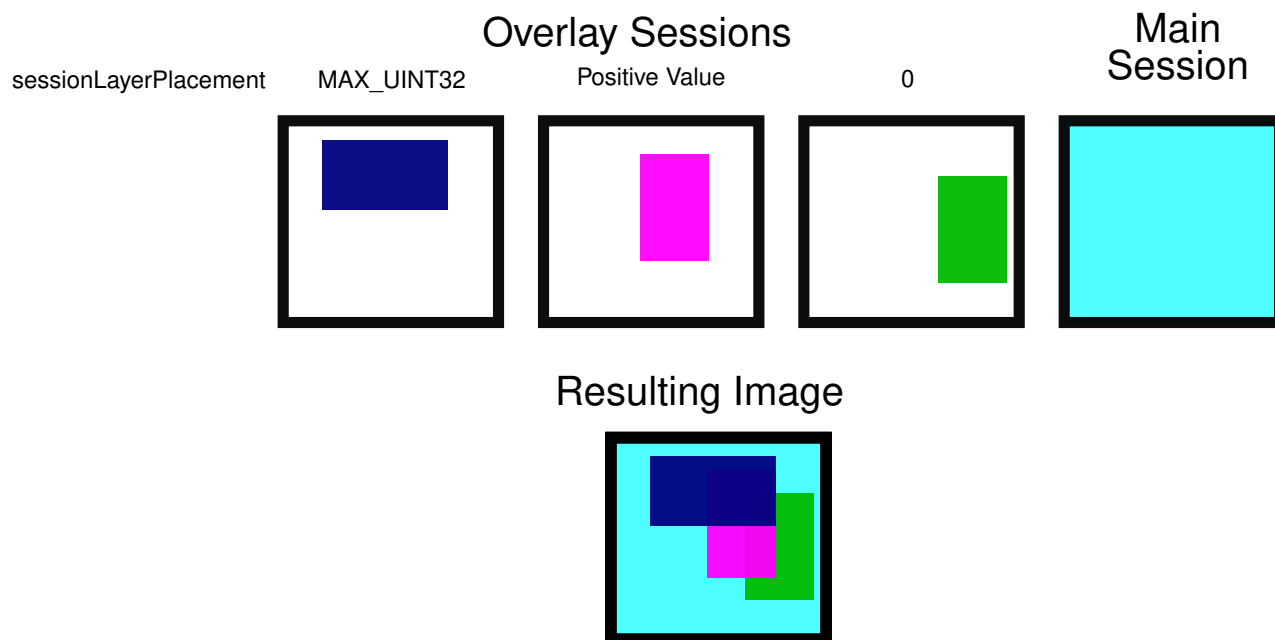 Overlay Sessions
Main
Session
sessionLayerPlacement
MAX_UINT32
Positive Value
0
Resulting Image